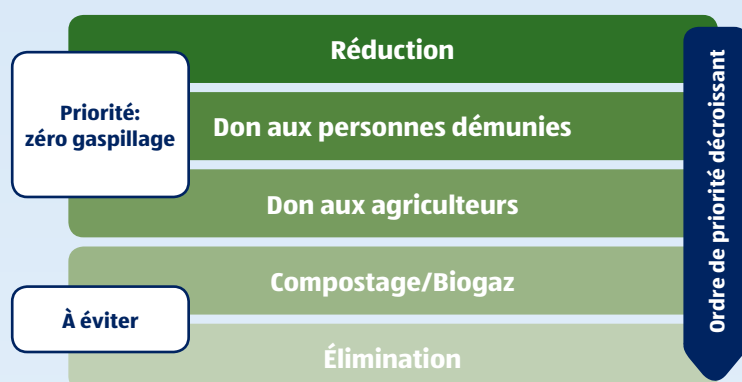 Réduction
Priorité:
zéro gaspillage
Don aux personnes démunies
Don aux agriculteurs
Compostage/Biogaz
À éviter
Élimination
Ordre de priorité décroissant